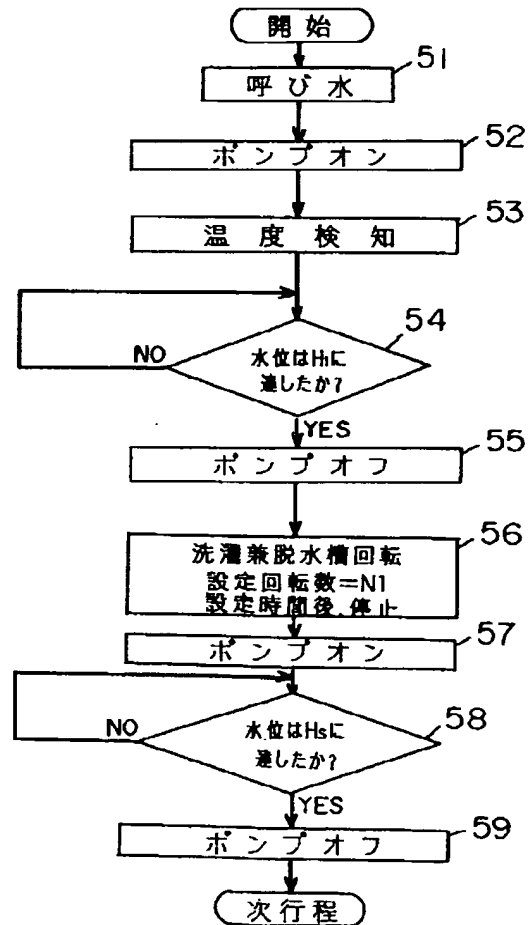 開始
51
呼び水
52
ポンプオン
53
温度検知
54
水位はHiに
達したか?
NO
YES
55
ポンプオフ
56
洗濯兼脱水槽回転
設定回転数=N1
設定時間後,停止
57
ポンプオン
58
水位はHsに
達したか?
NO
YES
59
ポンプオフ
次行程